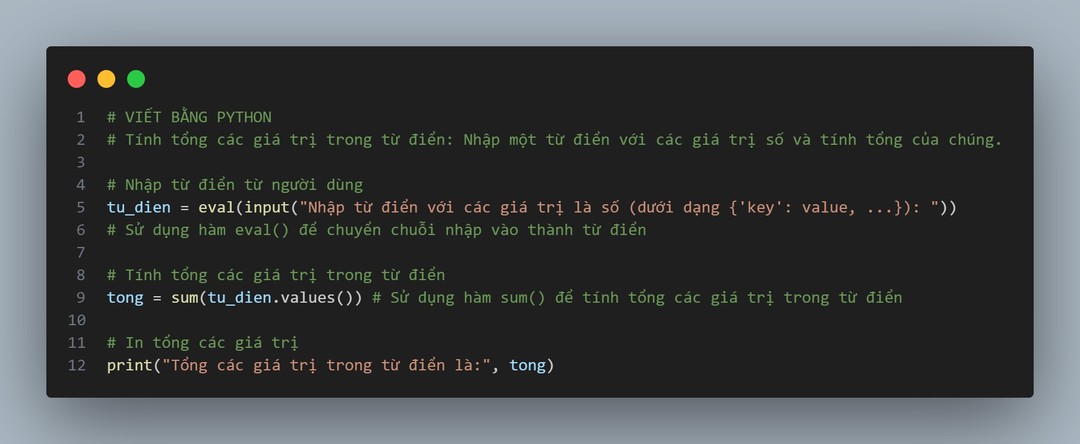 1 # VIẾT BẰNG PYTHON
2 # Tính tổng các giá trị trong từ điển: Nhập một từ điển với các giá trị số và tính tổng của chúng.
3
4 # Nhập từ điển từ người dùng
5 tu_dien = eval(input("Nhập từ điển với các giá trị là số (dưới dạng {'key': value, ...}): "))
6 # Sử dụng hàm eval() để chuyển chuỗi nhập vào thành từ điển
7
8 # Tính tổng các giá trị trong từ điển
9 tong = sum(tu_dien.values()) # Sử dụng hàm sum() để tính tổng các giá trị trong từ điển
10
11 # In tổng các giá trị
12 print("Tổng các giá trị trong từ điển là:", tong)